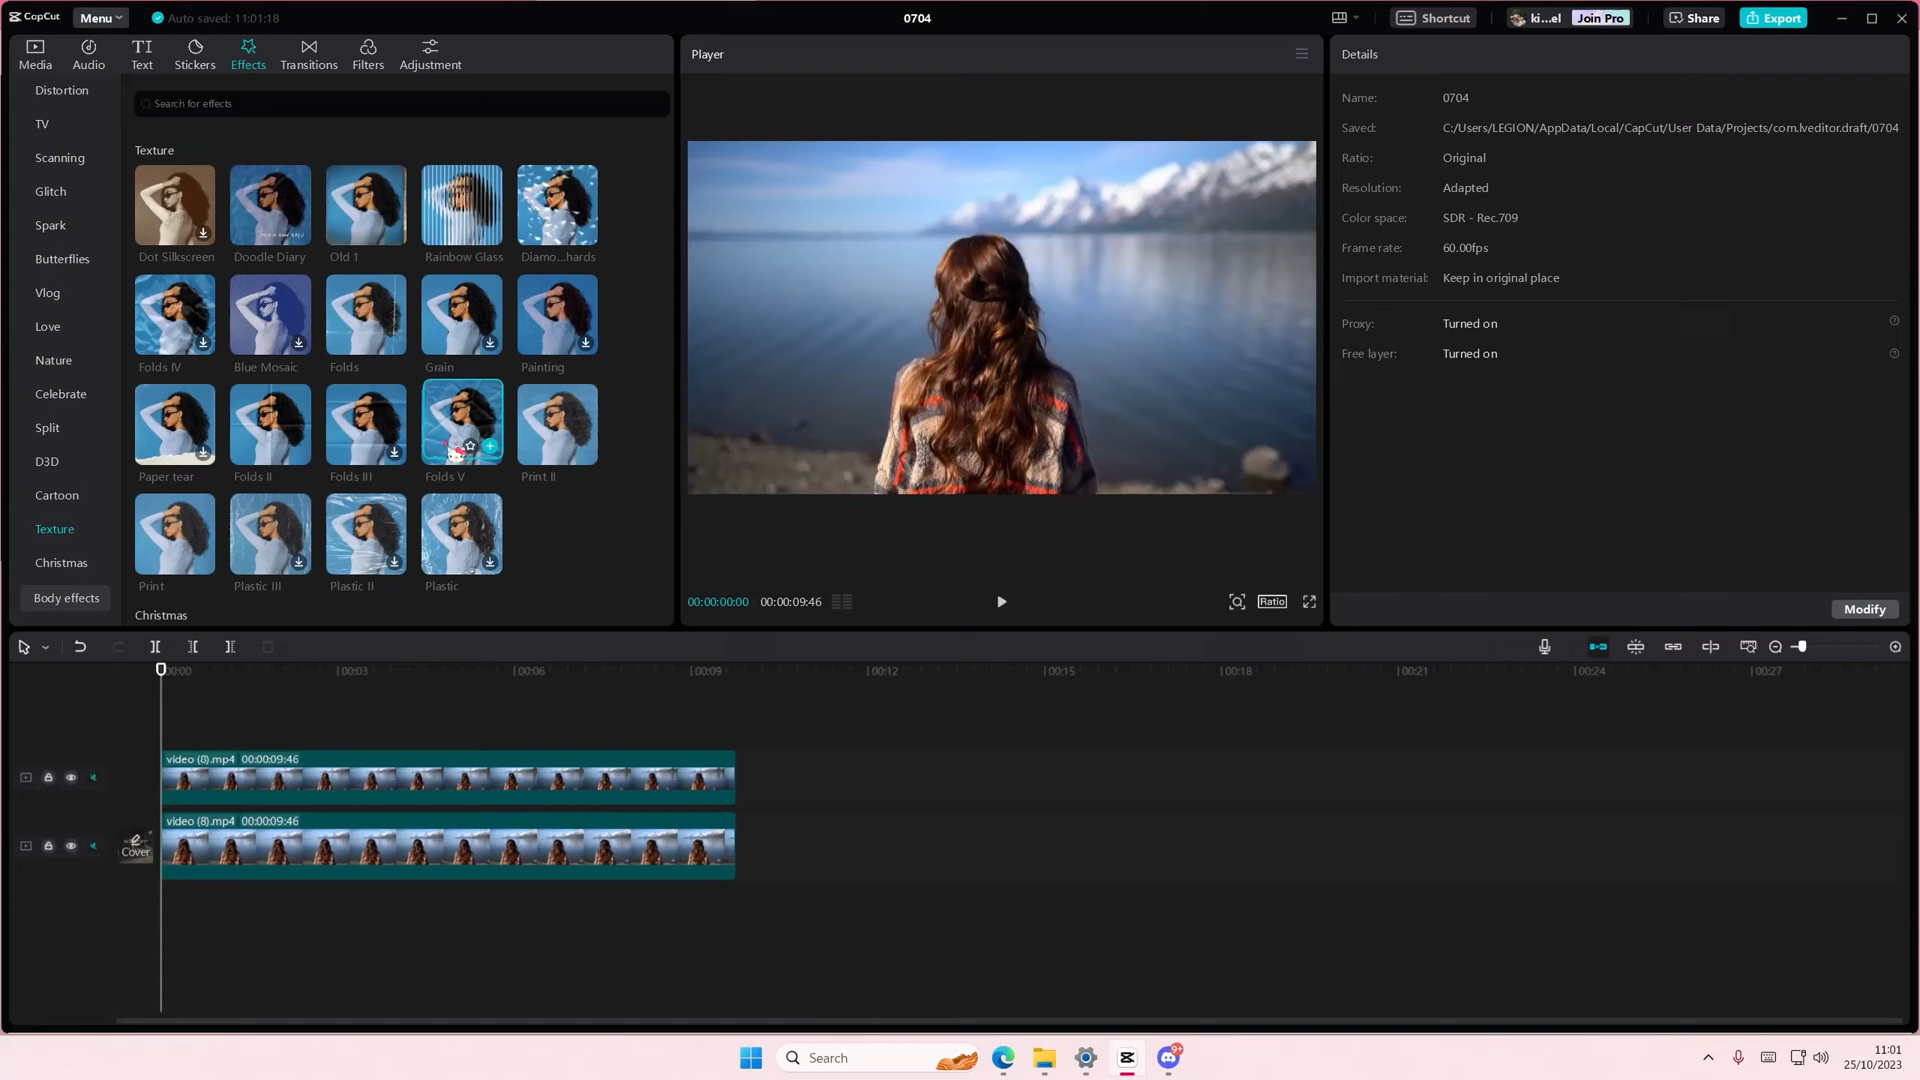 CapCut
Menu
Auto saved: 11:01:18
0704
Shortcut
ki...el
Join Pro
Share
Export
Media
Audio
Text
Stickers
Effects
Transitions
Filters
Adjustment
Player
Details
Distortion
TV
Scanning
Glitch
Spark
Butterflies
Vlog
Love
Nature
Celebrate
Split
D3D
Cartoon
Texture
Christmas
Body effects
Search for effects
Texture
Dot Silkscreen
Doodle Diary
Old 1
Rainbow Glass
Diamo...hards
Folds IV
Blue Mosaic
Folds
Grain
Painting
Paper tear
Folds II
Folds III
Folds V
Print II
Print
Plastic III
Plastic II
Plastic
Christmas
00:00:00:00
00:00:09:46
Ratio
Name: 0704
Saved: C:/Users/LEGION/AppData/Local/CapCut/User Data/Projects/com.lveditor.draft/0704
Ratio: Original
Resolution: Adapted
Color space: SDR - Rec.709
Frame rate: 60.00fps
Import material: Keep in original place
Proxy: Turned on
Free layer: Turned on
Modify
00:00
00:03
00:06
00:09
00:12
00:15
00:18
00:21
00:24
00:27
video (8).mp4 00:00:09:46
video (8).mp4 00:00:09:46
Cover
Search
9+
11:01
25/10/2023